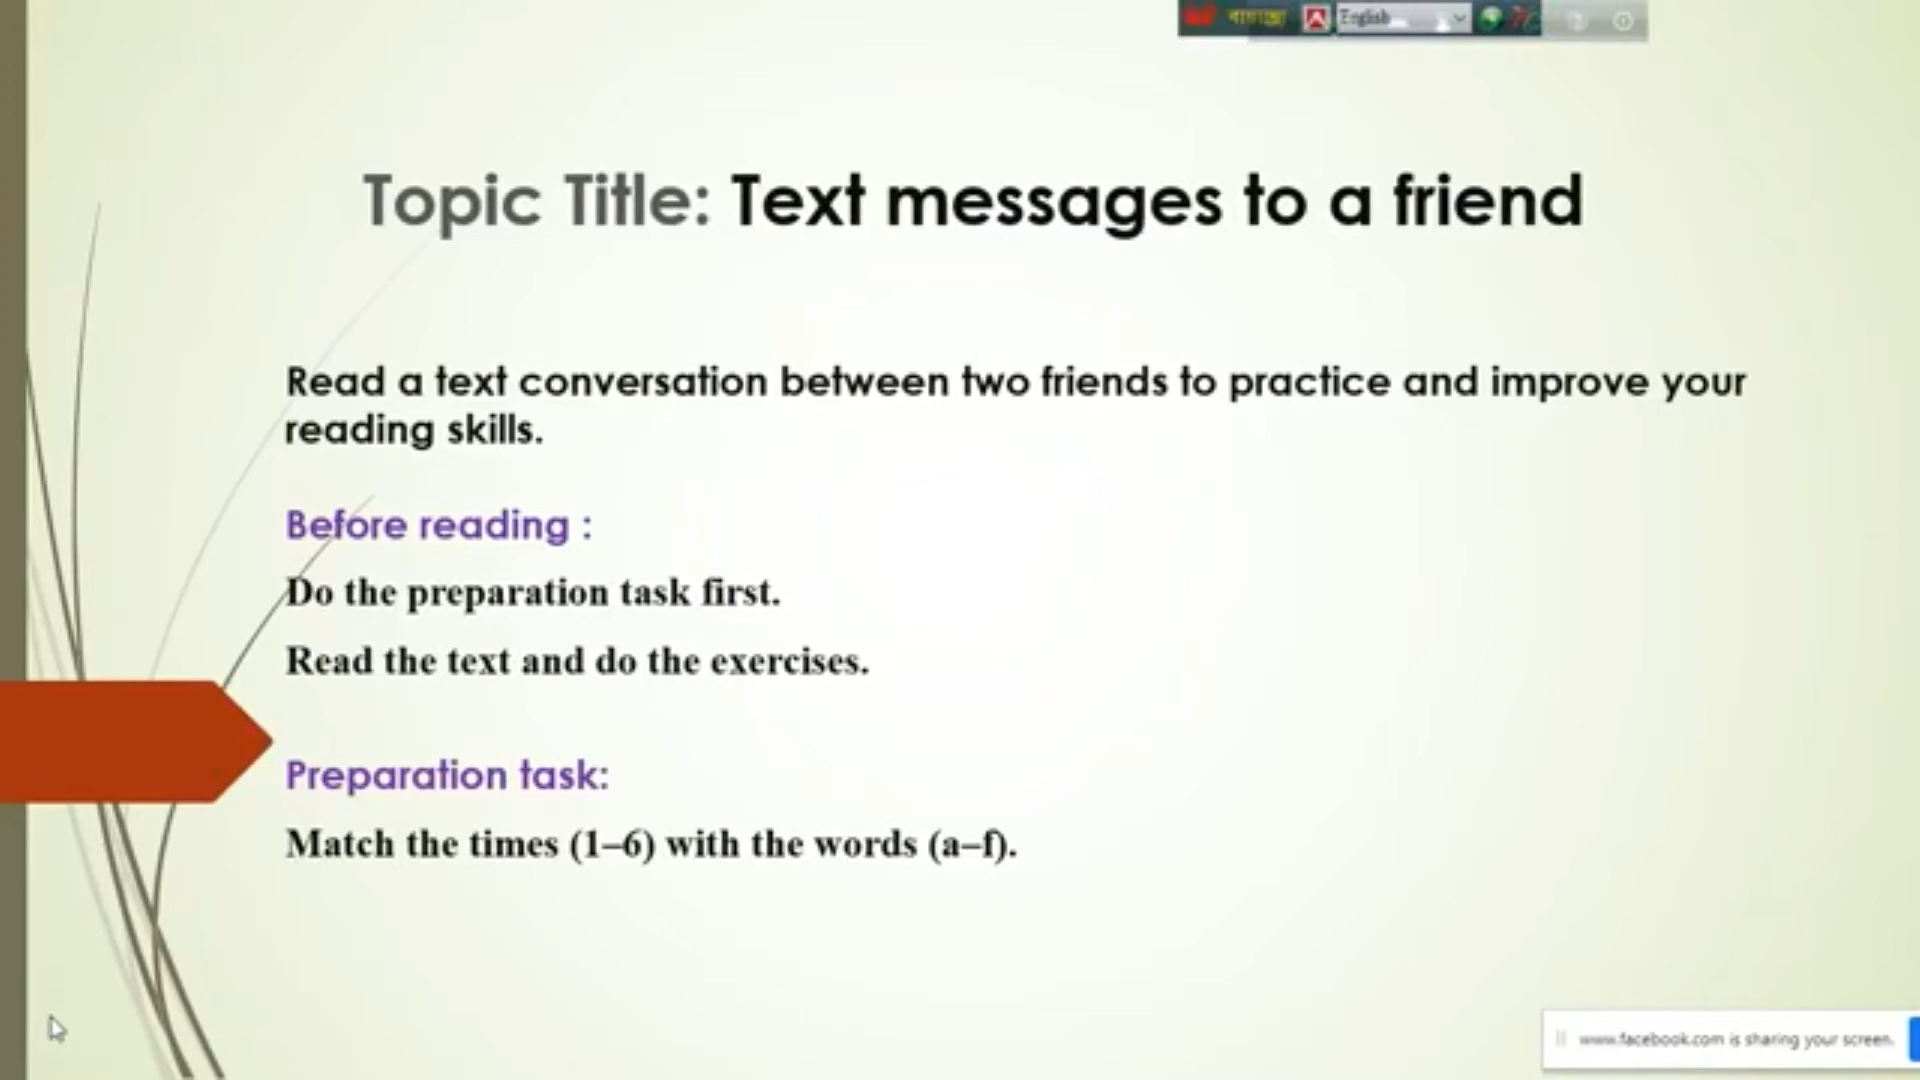 English
Topic Title: Text messages to a friend
Read a text conversation between two friends to practice and improve your
reading skills.
Before reading :
Do the preparation task first.
Read the text and do the exercises.
Preparation task:
Match the times (1–6) with the words (a–f).
www.facebook.com is sharing your screen.